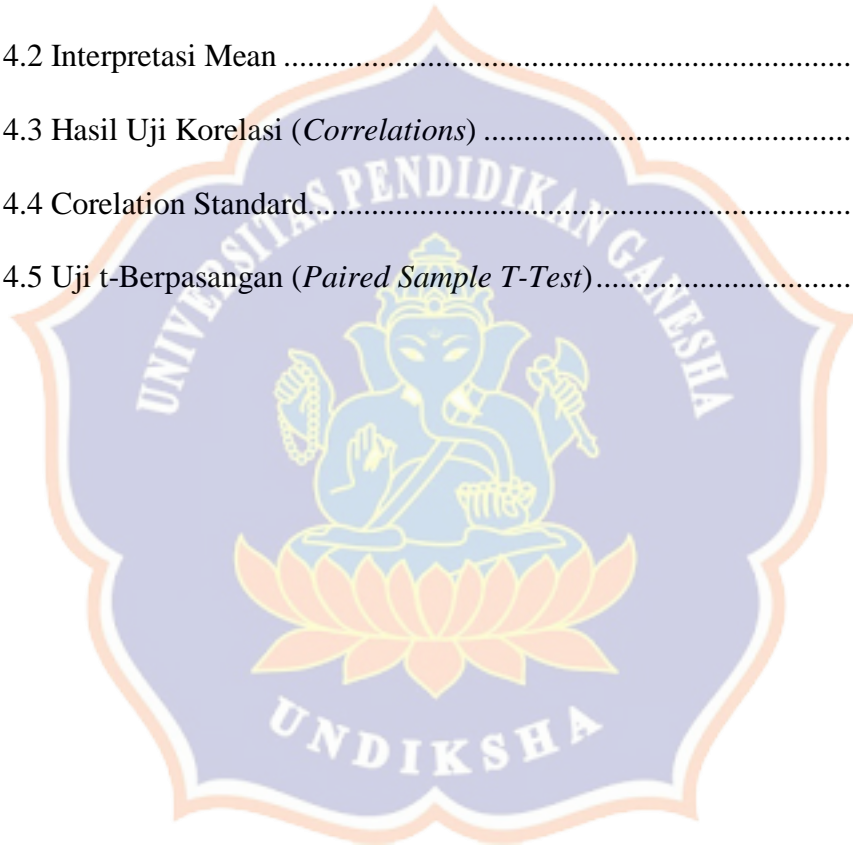 4.2 Interpretasi Mean ......................................................................
4.3 Hasil Uji Korelasi (Correlations) .............................................
4.4 Corelation Standard...................................................................
4.5 Uji t-Berpasangan (Paired Sample T-Test)................................
UNIVERSITAS PENDIDIKAN GANESHA
UNDIKSHA